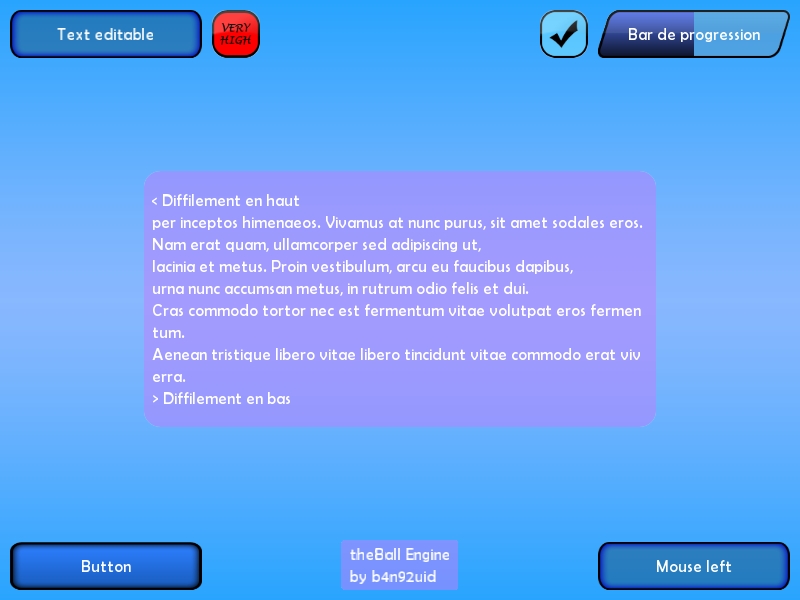 Text editable
VERY
HIGH
Bar de progression
< Diffilement en haut
per inceptos himenaeos. Vivamus at nunc purus, sit amet sodales eros.
Nam erat quam, ullamcorper sed adipiscing ut,
lacinia et metus. Proin vestibulum, arcu eu faucibus dapibus,
urna nunc accumsan metus, in rutrum odio felis et dui.
Cras commodo tortor nec est fermentum vitae volutpat eros fermen
tum.
Aenean tristique libero vitae libero tincidunt vitae commodo erat viv
erra.
> Diffilement en bas
Button
theBall Engine
by b4n92uid
Mouse left